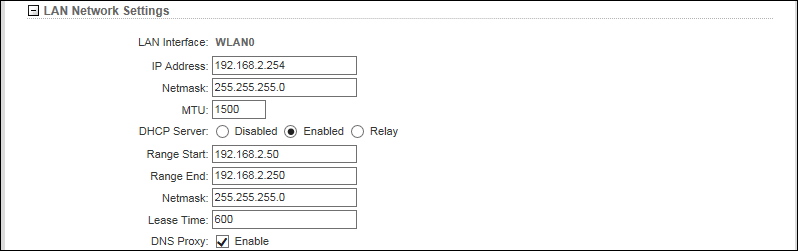 LAN Network Settings
LAN Interface: WLAN0
IP Address: 192.168.2.254
Netmask: 255.255.255.0
MTU: 1500
DHCP Server: Disabled Enabled Relay
Range Start: 192.168.2.50
Range End: 192.168.2.250
Netmask: 255.255.255.0
Lease Time: 600
DNS Proxy: Enable